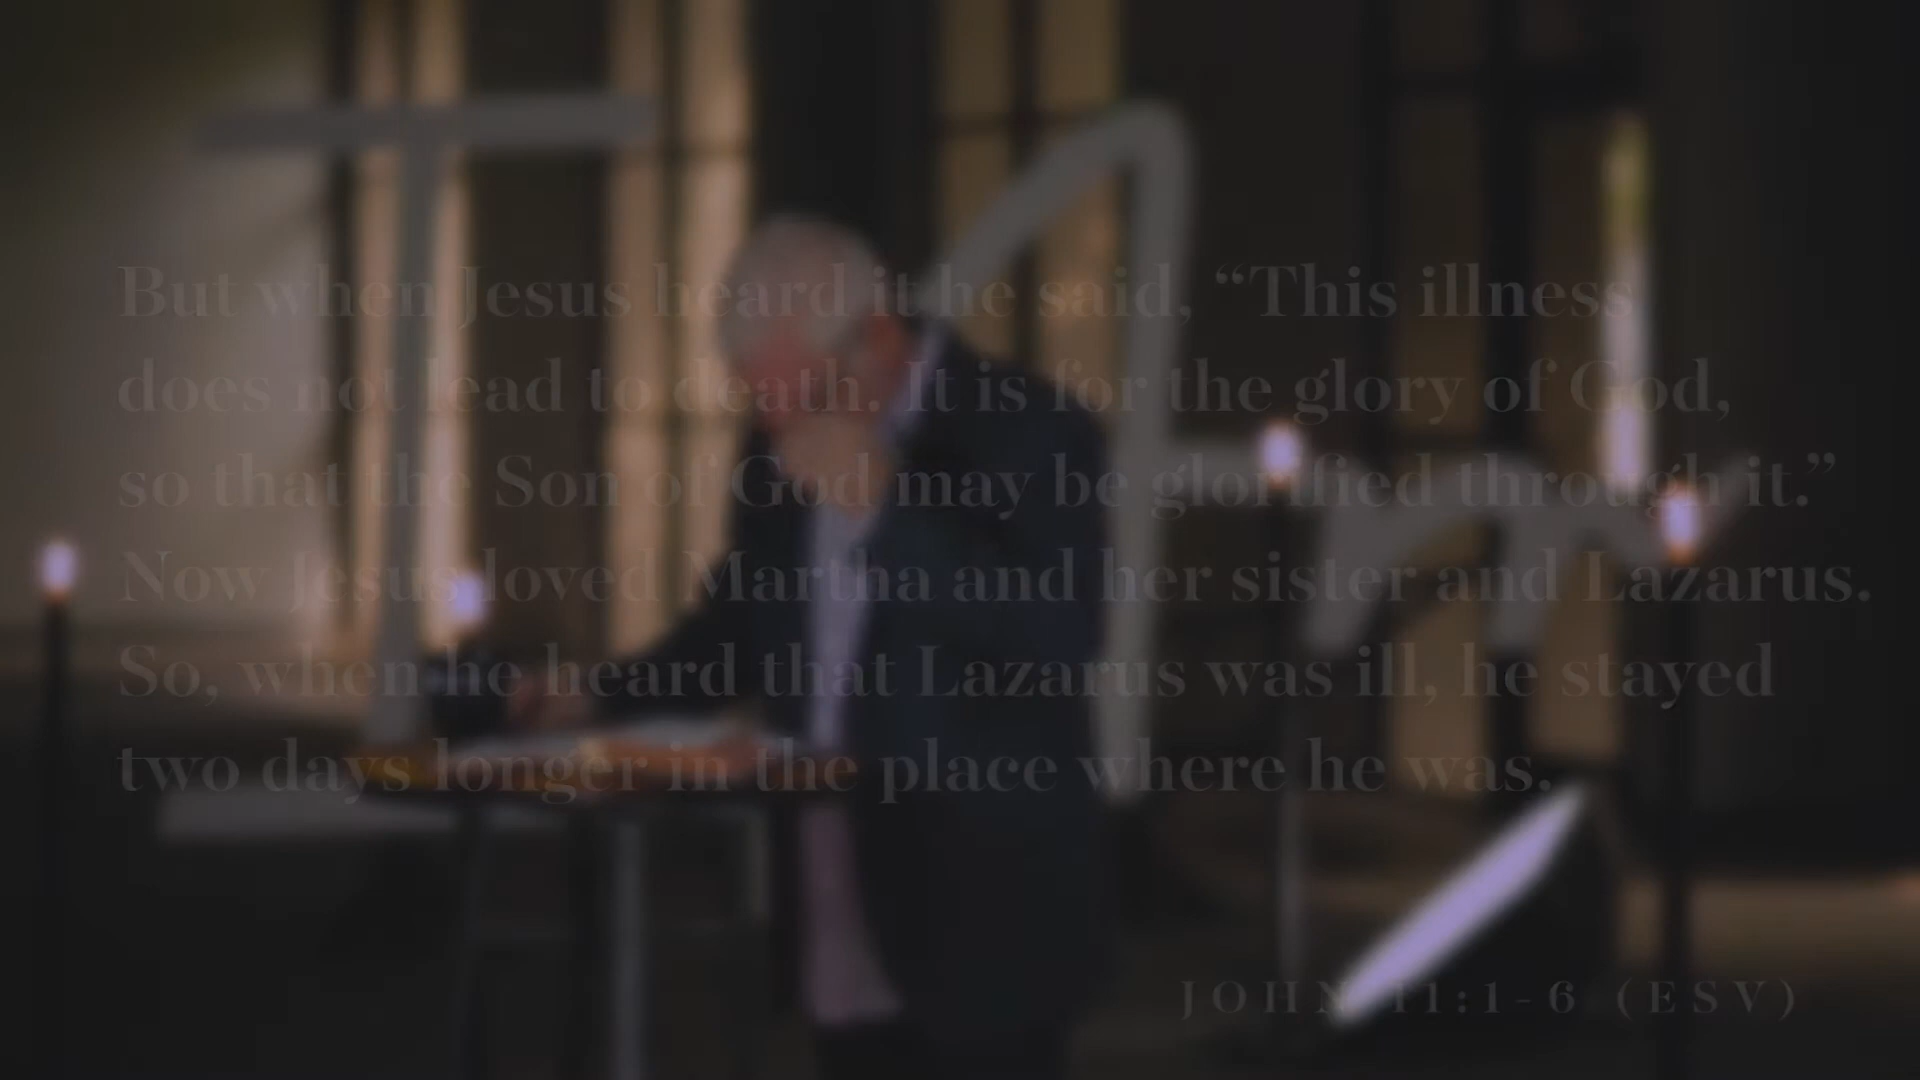 But when Jesus heard it he said, “This illness
does not lead to death. It is for the glory of God,
so that the Son of God may be glorified through it.”
Now Jesus loved Martha and her sister and Lazarus.
So, when he heard that Lazarus was ill, he stayed
two days longer in the place where he was.
JOHN 11:1-6 (ESV)